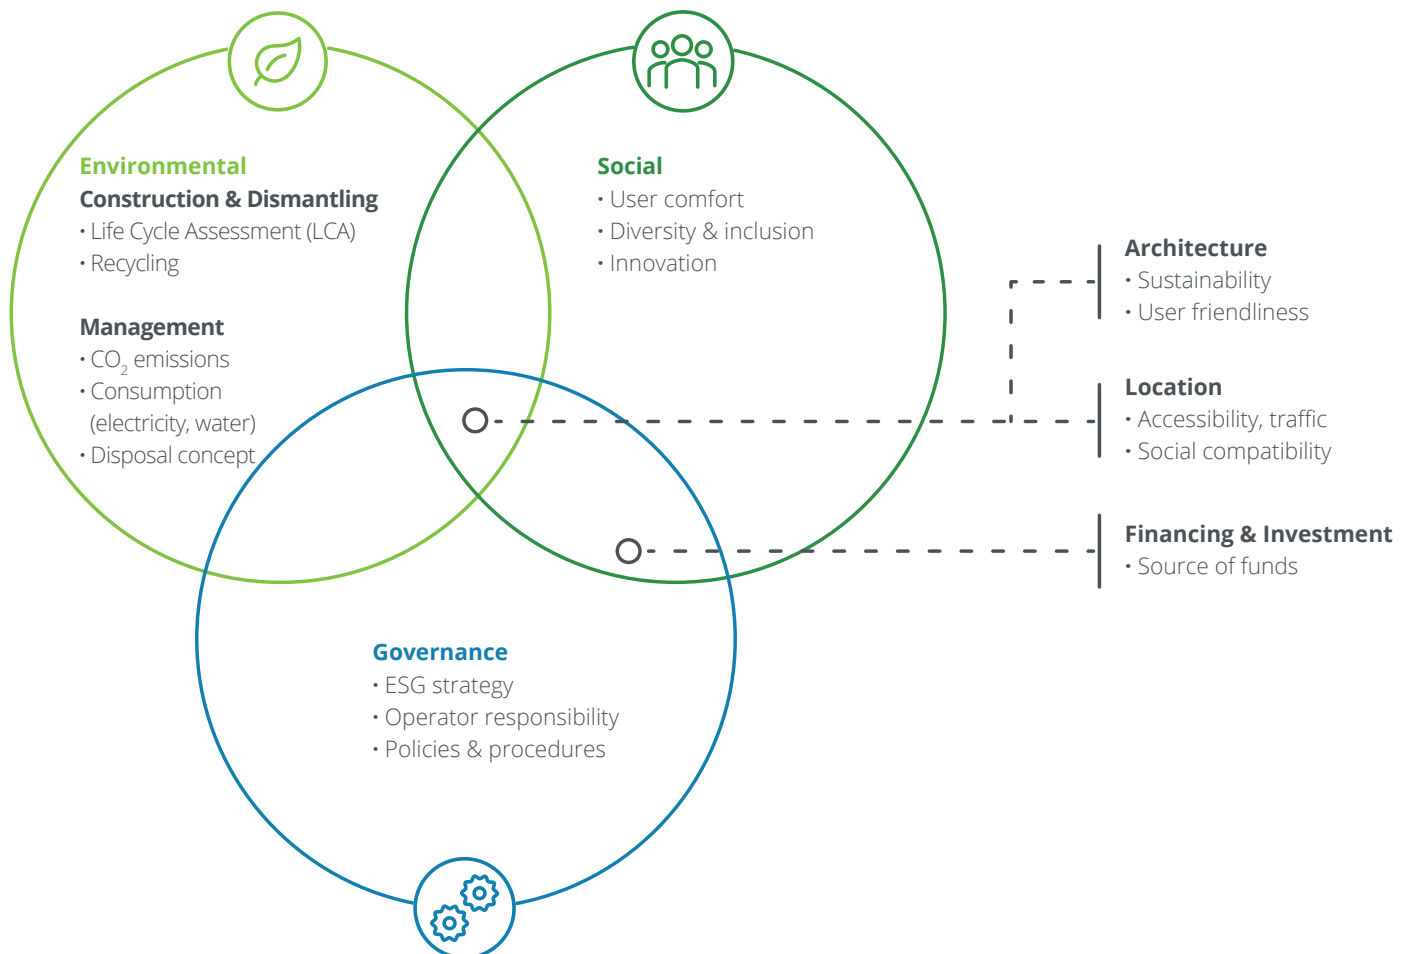 Environmental
Construction & Dismantling
• Life Cycle Assessment (LCA)
• Recycling
Management
• CO₂ emissions
• Consumption
(electricity, water)
• Disposal concept
Social
• User comfort
• Diversity & inclusion
• Innovation
Architecture
• Sustainability
• User friendliness
Location
• Accessibility, traffic
• Social compatibility
Financing & Investment
• Source of funds
Governance
• ESG strategy
• Operator responsibility
• Policies & procedures